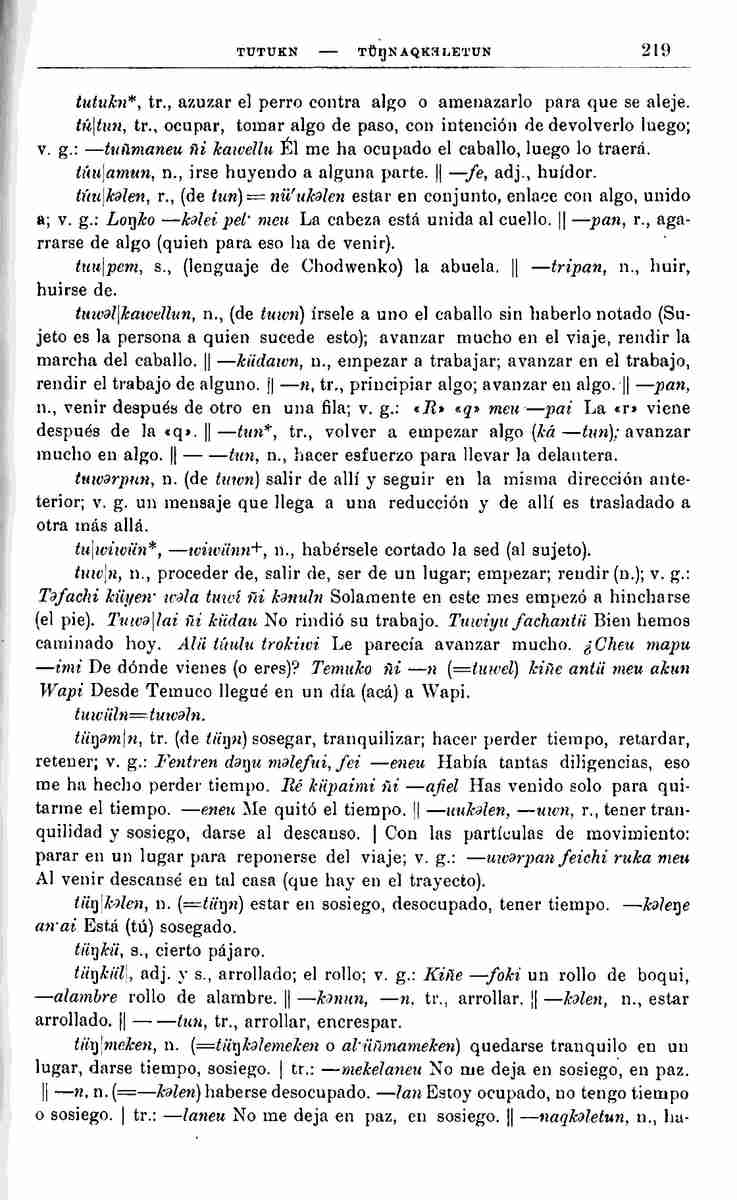 TUTUKN — TÜŊNAQKƏLETUN 219
tutukn*, tr., azuzar el perro contra algo o amenazarlo para que se aleje.
tú|tun, tr., ocupar, tomar algo de paso, con intención de devolverlo luego;
v. g.: —tuñmaneu ñi kawellu Él me ha ocupado el caballo, luego lo traerá.
túu|amun, n., irse huyendo a alguna parte. || —fe, adj., huídor.
túu|kəlen, r., (de tun) = nü'ukəlen estar en conjunto, enlace con algo, unido
a; v. g.: Loŋko —kəlei pel· meu La cabeza está unida al cuello. || —pan, r., aga-
rrarse de algo (quien para eso ha de venir).
tuu|pem, s., (lenguaje de Chodwenko) la abuela. || —tripan, n., huir,
huirse de.
tuwəl|kawellun, n., (de tuwn) írsele a uno el caballo sin haberlo notado (Su-
jeto es la persona a quien sucede esto); avanzar mucho en el viaje, rendir la
marcha del caballo. || —küdawn, n., empezar a trabajar; avanzar en el trabajo,
rendir el trabajo de alguno. || —n, tr., principiar algo; avanzar en algo. || —pan,
n., venir después de otro en una fila; v. g.: «R» «q» meu —pai La «r» viene
después de la «q». || —tun*, tr., volver a empezar algo (ká —tun); avanzar
mucho en algo. || — —tun, n., hacer esfuerzo para llevar la delantera.
tuwərpun, n. (de tuwn) salir de allí y seguir en la misma dirección ante-
terior; v. g. un mensaje que llega a una reducción y de allí es trasladado a
otra más allá.
tu|wiwün*, —wiwünn+, n., habérsele cortado la sed (al sujeto).
tuw|n, n., proceder de, salir de, ser de un lugar; empezar; rendir (n.); v. g.:
Təfachi küyen· wəla tuwí ñi kənuln Solamente en este mes empezó a hincharse
(el pie). Tuwə|lai ñi küdau No rindió su trabajo. Tuwiyu fachantü Bien hemos
caminado hoy. Alü túulu trokiwi Le parecía avanzar mucho. ¿Cheu mapu
—imi De dónde vienes (o eres)? Temuko ñi —n (=tuwel) kiñe antü meu akun
Wapi Desde Temuco llegué en un día (acá) a Wapi.
tuwüln=tuwəln.
tüŋəm|n, tr. (de tüŋn) sosegar, tranquilizar; hacer perder tiempo, retardar,
retener; v. g.: Fentren dəŋu məlefui, fei —eneu Había tantas diligencias, eso
me ha hecho perder tiempo. Ré küpaimi ñi —afiel Has venido solo para qui-
tarme el tiempo. —eneu Me quitó el tiempo. || —uukəlen, —uwn, r., tener tran-
quilidad y sosiego, darse al descanso. | Con las partículas de movimiento:
parar en un lugar para reponerse del viaje; v. g.: —uwərpan feichi ruka meu
Al venir descansé en tal casa (que hay en el trayecto).
tüŋ|kəlen, n. (=tüŋn) estar en sosiego, desocupado, tener tiempo. —kəleŋe
an·ai Está (tú) sosegado.
tüŋkü, s., cierto pájaro.
tüŋkül|, adj. y s., arrollado; el rollo; v. g.: Kiñe —foki un rollo de boqui,
—alambre rollo de alambre. || —kənun, —n, tr., arrollar. || —kəlen, n., estar
arrollado. || — —tun, tr., arrollar, encrespar.
tüŋ|meken, n. (=tüŋkəlemeken o al·üñmameken) quedarse tranquilo en un
lugar, darse tiempo, sosiego. | tr.: —mekelaneu No me deja en sosiego, en paz.
|| —n, n. (=—kəlen) haberse desocupado. —lan Estoy ocupado, no tengo tiempo
o sosiego. | tr.: —laneu No me deja en paz, en sosiego. || —naqkəletun, n., ha-